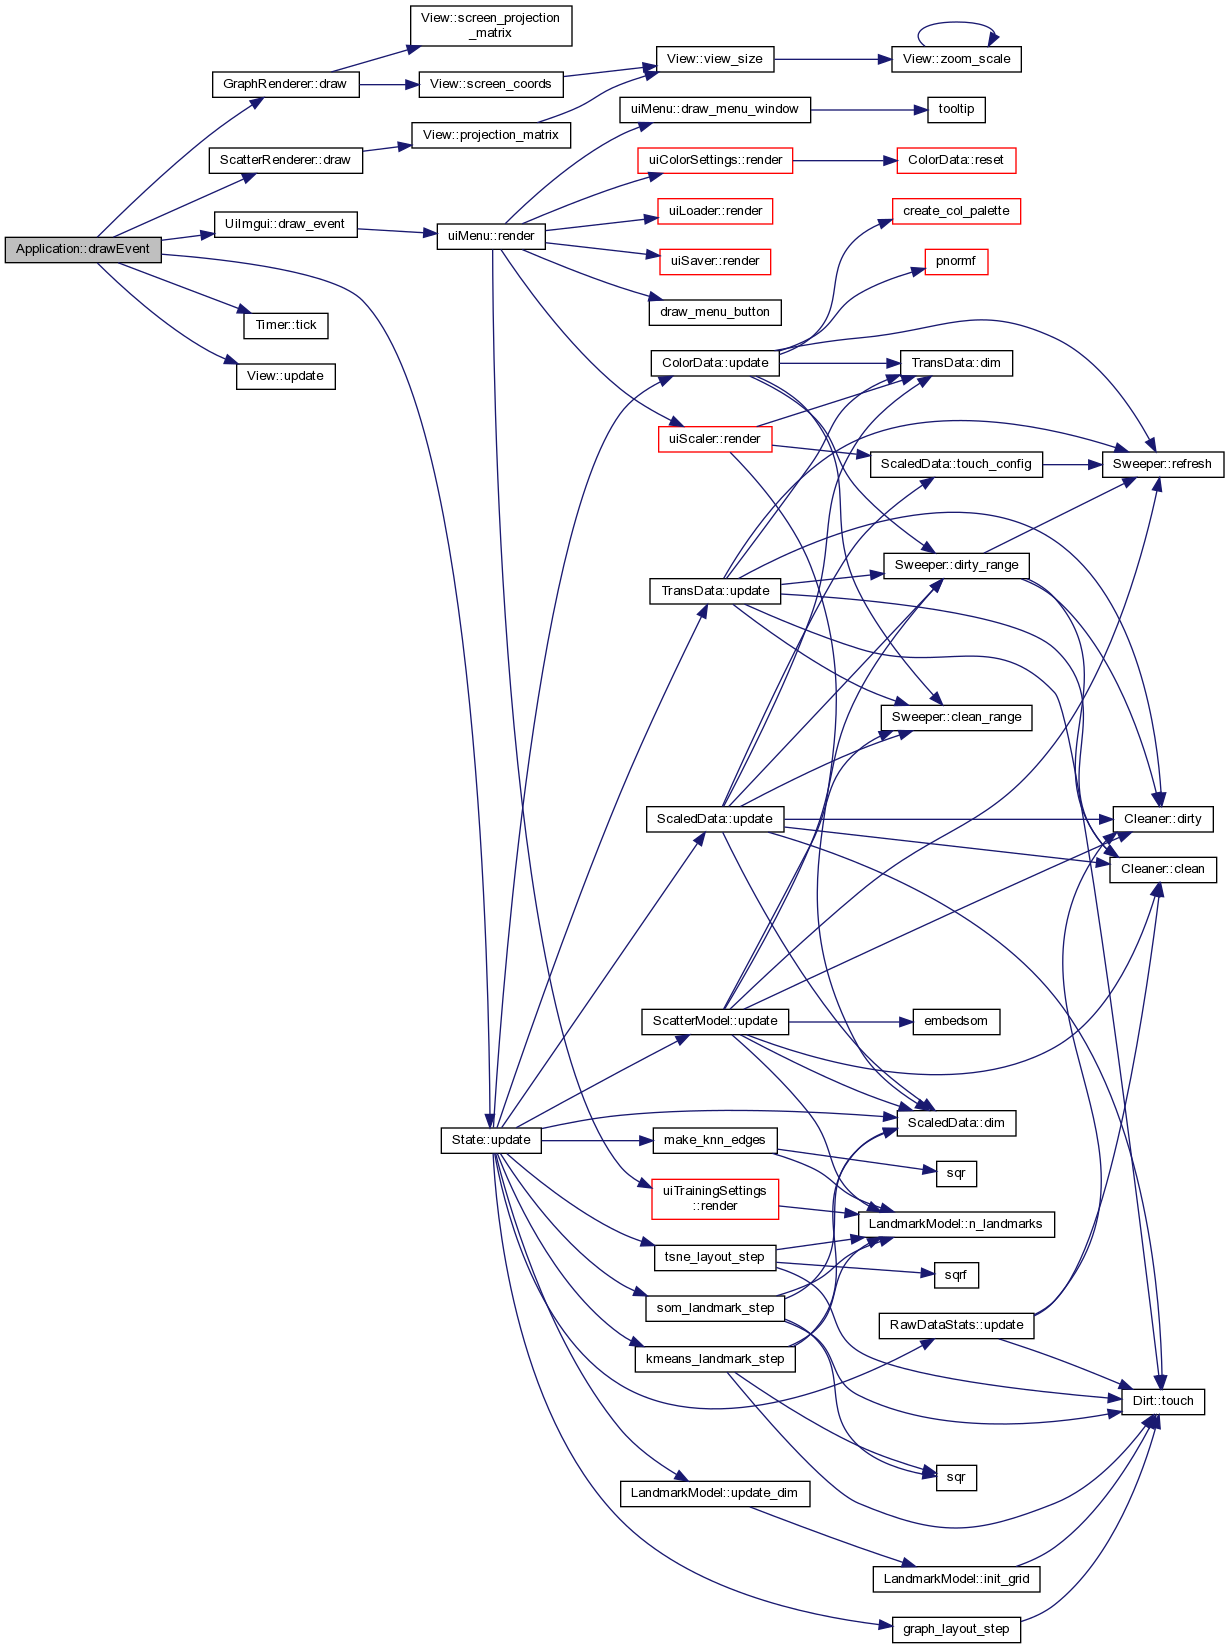 View::screen_projection
_matrix
GraphRenderer::draw
View::screen_coords
View::view_size
View::zoom_scale
uiMenu::draw_menu_window
tooltip
View::projection_matrix
ScatterRenderer::draw
uiColorSettings::render
ColorData::reset
uiLoader::render
create_col_palette
UiImgui::draw_event
uiMenu::render
Application::drawEvent
uiSaver::render
pnormf
draw_menu_button
Timer::tick
View::update
ColorData::update
TransData::dim
uiScaler::render
ScaledData::touch_config
Sweeper::refresh
Sweeper::dirty_range
TransData::update
Sweeper::clean_range
ScaledData::update
Cleaner::dirty
Cleaner::clean
ScatterModel::update
embedsom
ScaledData::dim
State::update
make_knn_edges
sqr
uiTrainingSettings
::render
LandmarkModel::n_landmarks
tsne_layout_step
sqrf
som_landmark_step
RawDataStats::update
kmeans_landmark_step
Dirt::touch
sqr
LandmarkModel::update_dim
LandmarkModel::init_grid
graph_layout_step